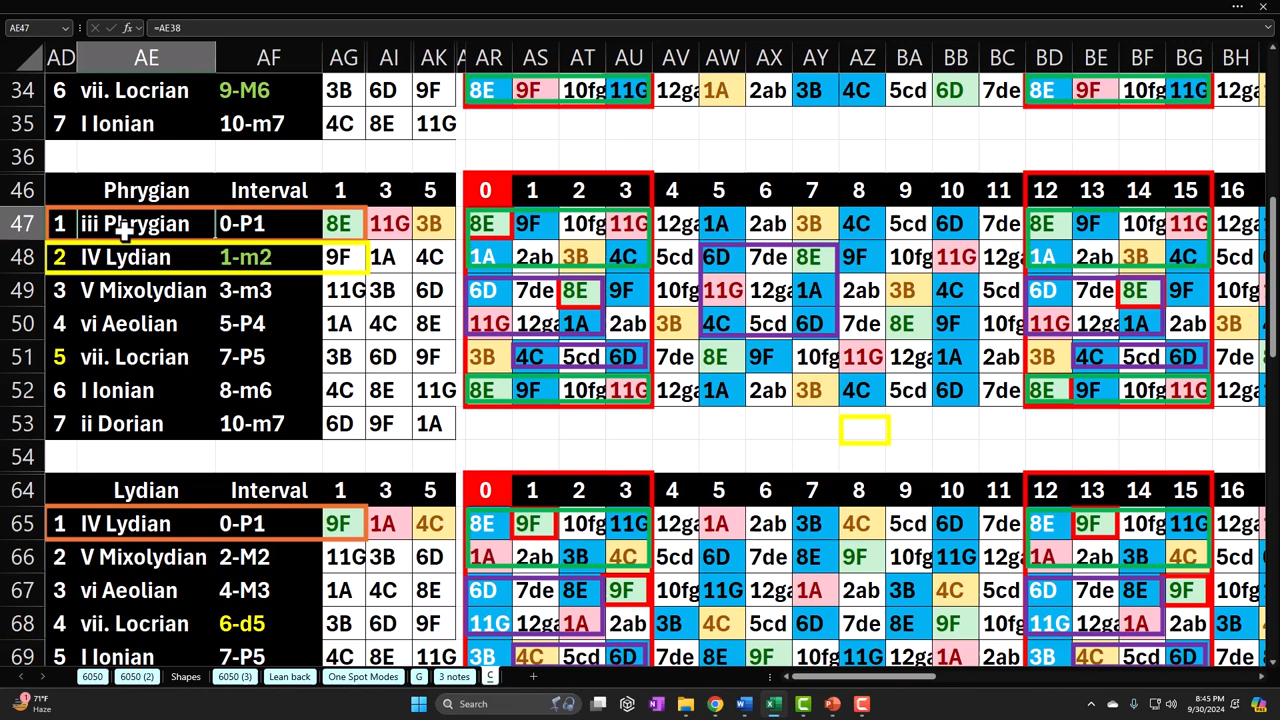 AE47 fx =AE38
AD AE AF AG AI AK AR AS AT AU AV AW AX AY AZ BA BB BC BD BE BF BG BH
34 6 vii. Locrian 9-M6 3B 6D 9F 8E 9F 10fg 11G 12ga 1A 2ab 3B 4C 5cd 6D 7de 8E 9F 10fg 11G 12ga
35 7 I Ionian 10-m7 4C 8E 11G
36
46 Phrygian Interval 1 3 5 0 1 2 3 4 5 6 7 8 9 10 11 12 13 14 15 16
47 1 iii Phrygian 0-P1 8E 11G 3B 8E 9F 10fg 11G 12ga 1A 2ab 3B 4C 5cd 6D 7de 8E 9F 10fg 11G 12ga
48 2 IV Lydian 1-m2 9F 1A 4C 1A 2ab 3B 4C 5cd 6D 7de 8E 9F 10fg 11G 12ga 1A 2ab 3B 4C 5cd
49 3 V Mixolydian 3-m3 11G 3B 6D 6D 7de 8E 9F 10fg 11G 12ga 1A 2ab 3B 4C 5cd 6D 7de 8E 9F 10fg
50 4 vi Aeolian 5-P4 1A 4C 8E 11G 12ga 1A 2ab 3B 4C 5cd 6D 7de 8E 9F 10fg 11G 12ga 1A 2ab 3B
51 5 vii. Locrian 7-P5 3B 6D 9F 3B 4C 5cd 6D 7de 8E 9F 10fg 11G 12ga 1A 2ab 3B 4C 5cd 6D 7de
52 6 I Ionian 8-m6 4C 8E 11G 8E 9F 10fg 11G 12ga 1A 2ab 3B 4C 5cd 6D 7de 8E 9F 10fg 11G 12ga
53 7 ii Dorian 10-m7 6D 9F 1A
54
64 Lydian Interval 1 3 5 0 1 2 3 4 5 6 7 8 9 10 11 12 13 14 15 16
65 1 IV Lydian 0-P1 9F 1A 4C 8E 9F 10fg 11G 12ga 1A 2ab 3B 4C 5cd 6D 7de 8E 9F 10fg 11G 12ga
66 2 V Mixolydian 2-M2 11G 3B 6D 1A 2ab 3B 4C 5cd 6D 7de 8E 9F 10fg 11G 12ga 1A 2ab 3B 4C 5cd
67 3 vi Aeolian 4-M3 1A 4C 8E 6D 7de 8E 9F 10fg 11G 12ga 1A 2ab 3B 4C 5cd 6D 7de 8E 9F 10fg
68 4 vii. Locrian 6-d5 3B 6D 9F 11G 12ga 1A 2ab 3B 4C 5cd 6D 7de 8E 9F 10fg 11G 12ga 1A 2ab 3B
69 5 I Ionian 7-P5 4C 8E 11G 3B 4C 5cd 6D 7de 8E 9F 10fg 11G 12ga 1A 2ab 3B 4C 5cd 6D 7de
6050 6050 (2) Shapes 6050 (3) Lean back One Spot Modes G 3 notes C
71°F
Haze
Search
8:45 PM
9/30/2024